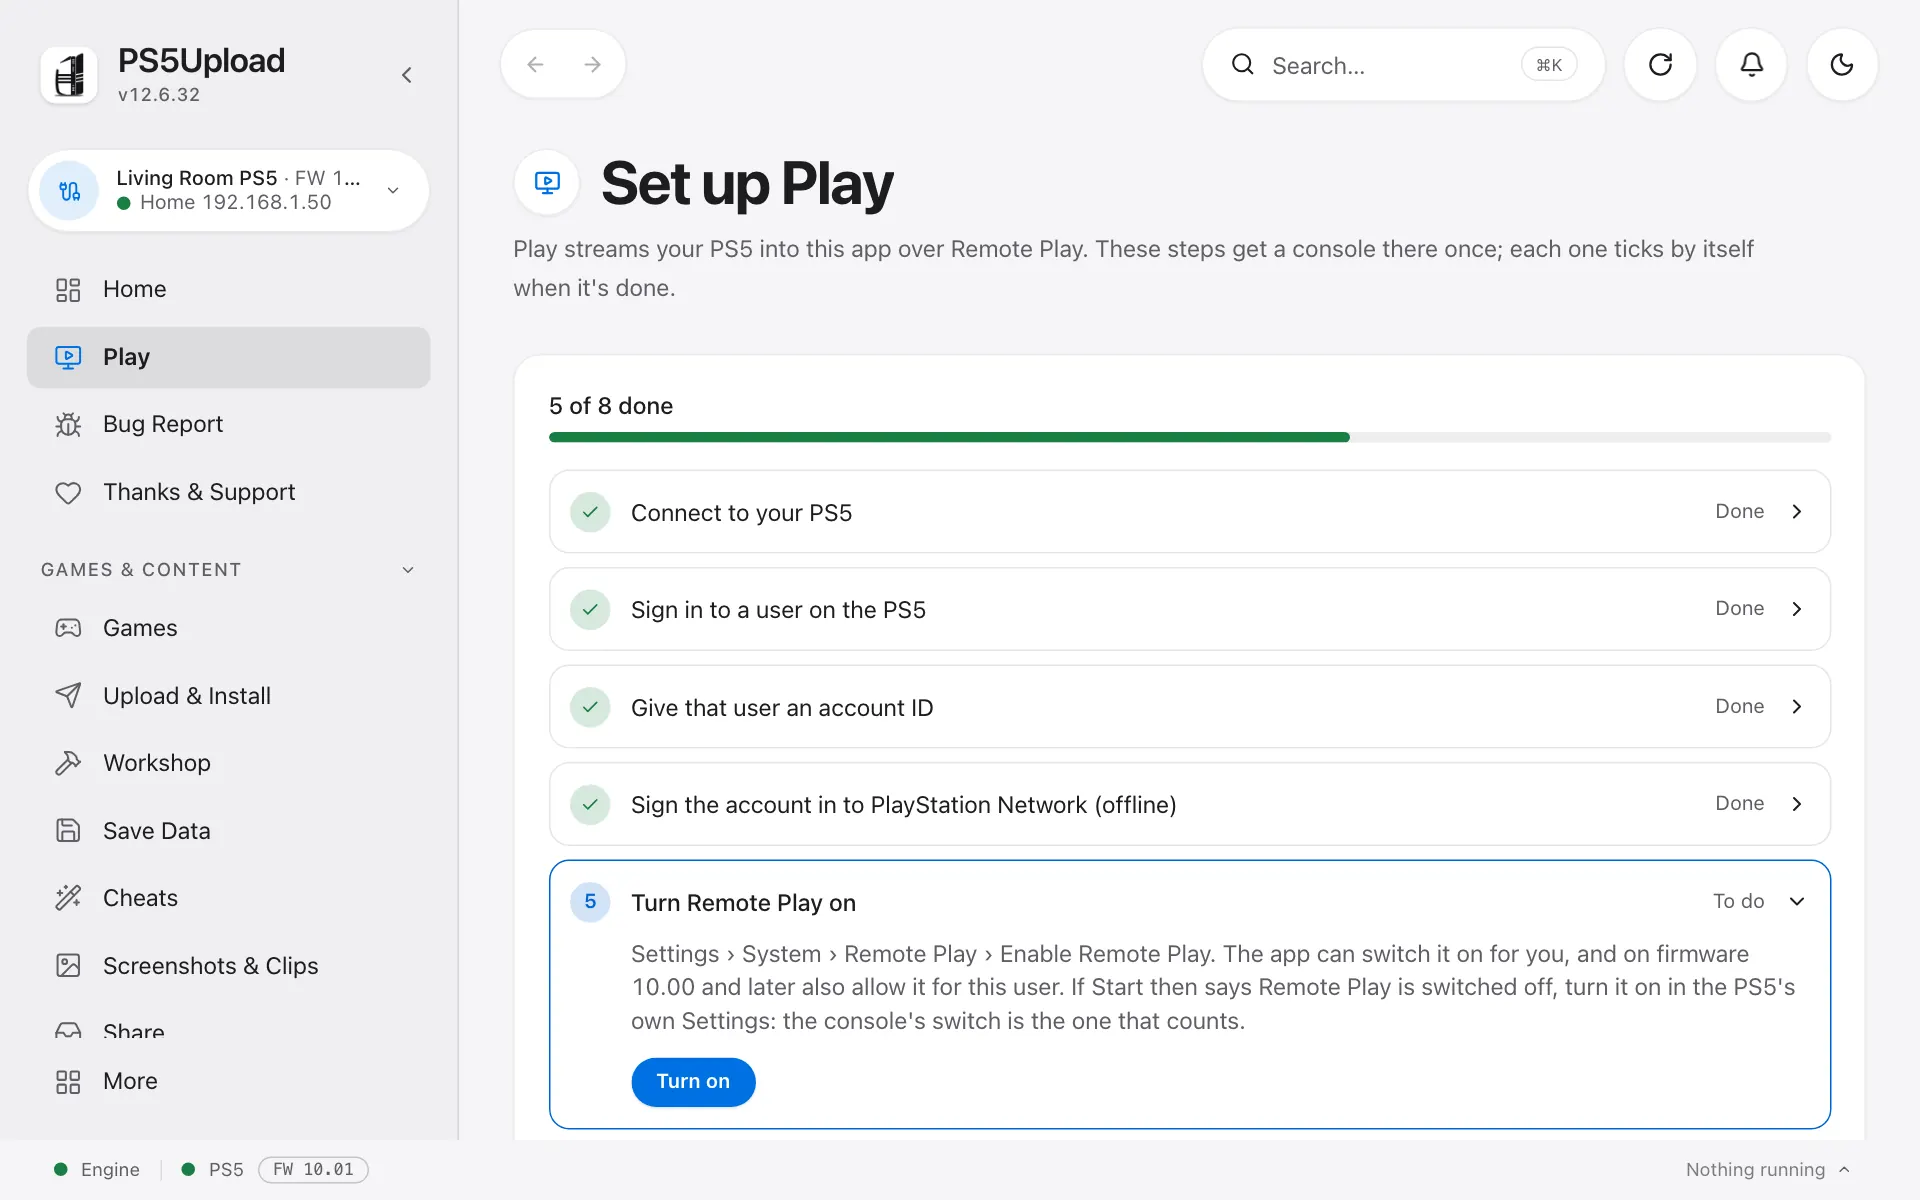 PS5Upload
v12.6.32
Living Room PS5 · FW 1...
Home 192.168.1.50
Home
Play
Bug Report
Thanks & Support
GAMES & CONTENT
Games
Upload & Install
Workshop
Save Data
Cheats
Screenshots & Clips
Share
More
Search...
⌘K
Set up Play
Play streams your PS5 into this app over Remote Play. These steps get a console there once; each one ticks by itself
when it's done.
5 of 8 done
Connect to your PS5 Done
Sign in to a user on the PS5 Done
Give that user an account ID Done
Sign the account in to PlayStation Network (offline) Done
5 Turn Remote Play on To do
Settings › System › Remote Play › Enable Remote Play. The app can switch it on for you, and on firmware
10.00 and later also allow it for this user. If Start then says Remote Play is switched off, turn it on in the PS5's
own Settings: the console's switch is the one that counts.
Turn on
Engine PS5 FW 10.01 Nothing running